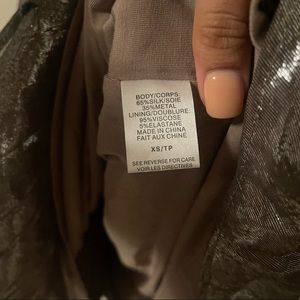 BODY/CORPS:
65%SILK/SOIE
35%METAL
LINING/DOUBLURE:
95%VISCOSE
5%ELASTANE
MADE IN CHINA
FAIT AUX CHINE
XS/TP
SEE REVERSE FOR CARE
VOIR LES DIRECTIVES